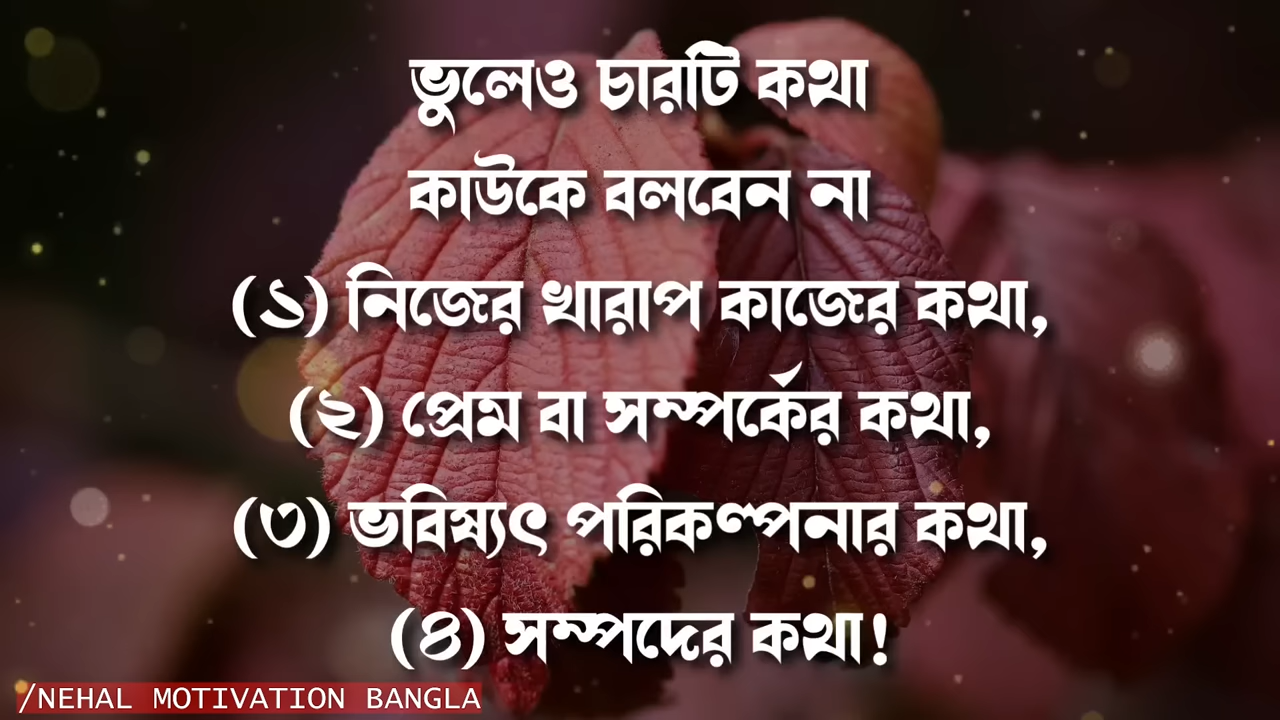 ভুলেও চারটি কথা
কাউকে বলবেন না
(১) নিজের খারাপ কাজের কথা,
(২) প্রেম বা সম্পর্কের কথা,
(৩) ভবিষ্যৎ পরিকল্পনার কথা,
(৪) সম্পদের কথা!
/NEHAL MOTIVATION BANGLA